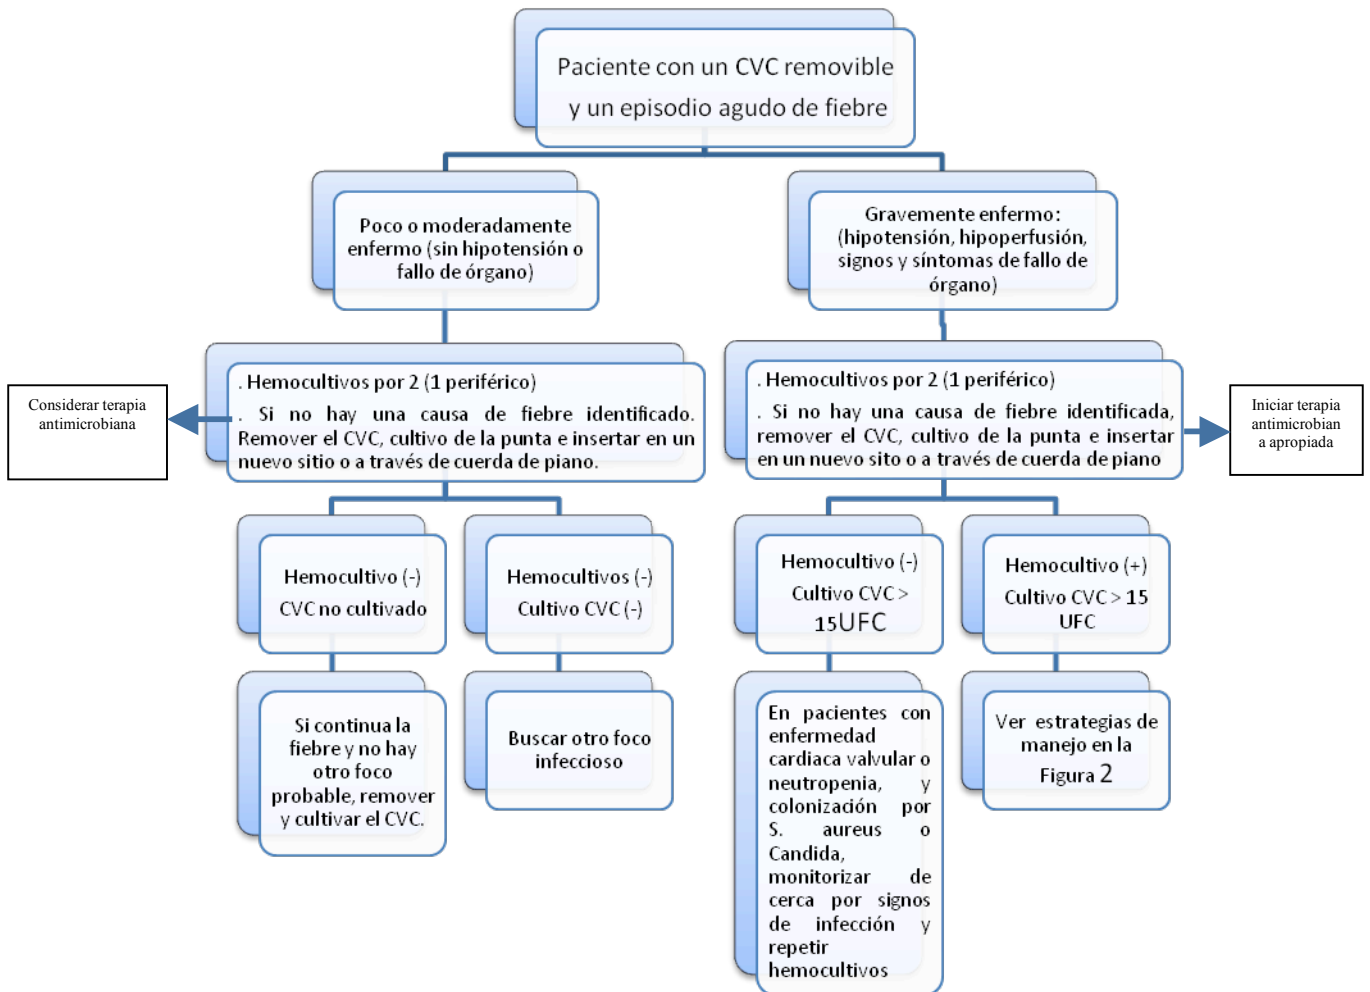 Paciente con un CVC removible
y un episodio agudo de fiebre
Poco o moderadamente
enfermo (sin hipotensión o
fallo de órgano)
Gravemente enfermo:
(hipotensión, hipoperfusión,
signos y síntomas de fallo de
órgano)
Considerar terapia
antimicrobiana
. Hemocultivos por 2 (1 periférico)
. Si no hay una causa de fiebre identificado.
Remover el CVC, cultivo de la punta e insertar en un
nuevo sitio o a través de cuerda de piano.
. Hemocultivos por 2 (1 periférico)
. Si no hay una causa de fiebre identificada,
remover el CVC, cultivo de la punta e insertar
en un nuevo sito o a través de cuerda de piano
Iniciar terapia
antimicrobian
a apropiada
Hemocultivo (-)
CVC no cultivado
Hemocultivos (-)
Cultivo CVC (-)
Hemocultivo (-)
Cultivo CVC >
15UFC
Hemocultivo (+)
Cultivo CVC > 15
UFC
Si continua la
fiebre y no hay
otro foco
probable, remover
y cultivar el CVC.
Buscar otro foco
infeccioso
En pacientes con
enfermedad
cardiaca valvular o
neutropenia, y
colonización por
S. aureus o
Candida,
monitorizar de
cerca por signos
de infección y
repetir
hemocultivos
Ver estrategias de
manejo en la
Figura 2